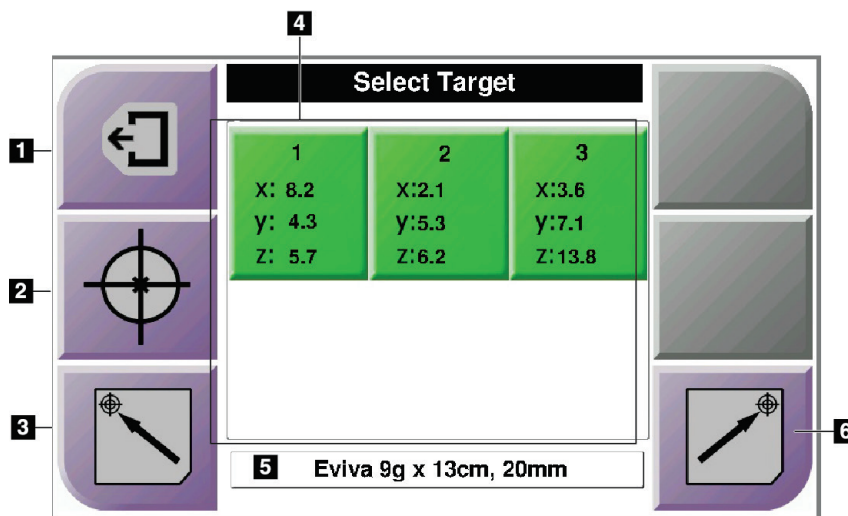 4
Select Target
1
2
3
1 2 3
x: 8.2 x:2.1 x:3.6
y: 4.3 y:5.3 y:7.1
z: 5.7 z:6.2 z:13.8
5 Eviva 9g x 13cm, 20mm
6